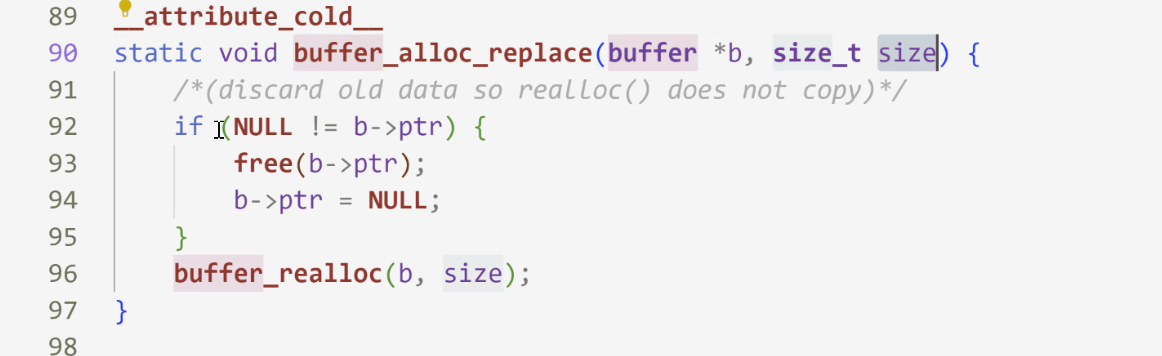 89 __attribute_cold__
90 static void buffer_alloc_replace(buffer *b, size_t size) {
91 /*(discard old data so realloc() does not copy)*/
92 if (NULL != b->ptr) {
93 free(b->ptr);
94 b->ptr = NULL;
95 }
96 buffer_realloc(b, size);
97 }
98